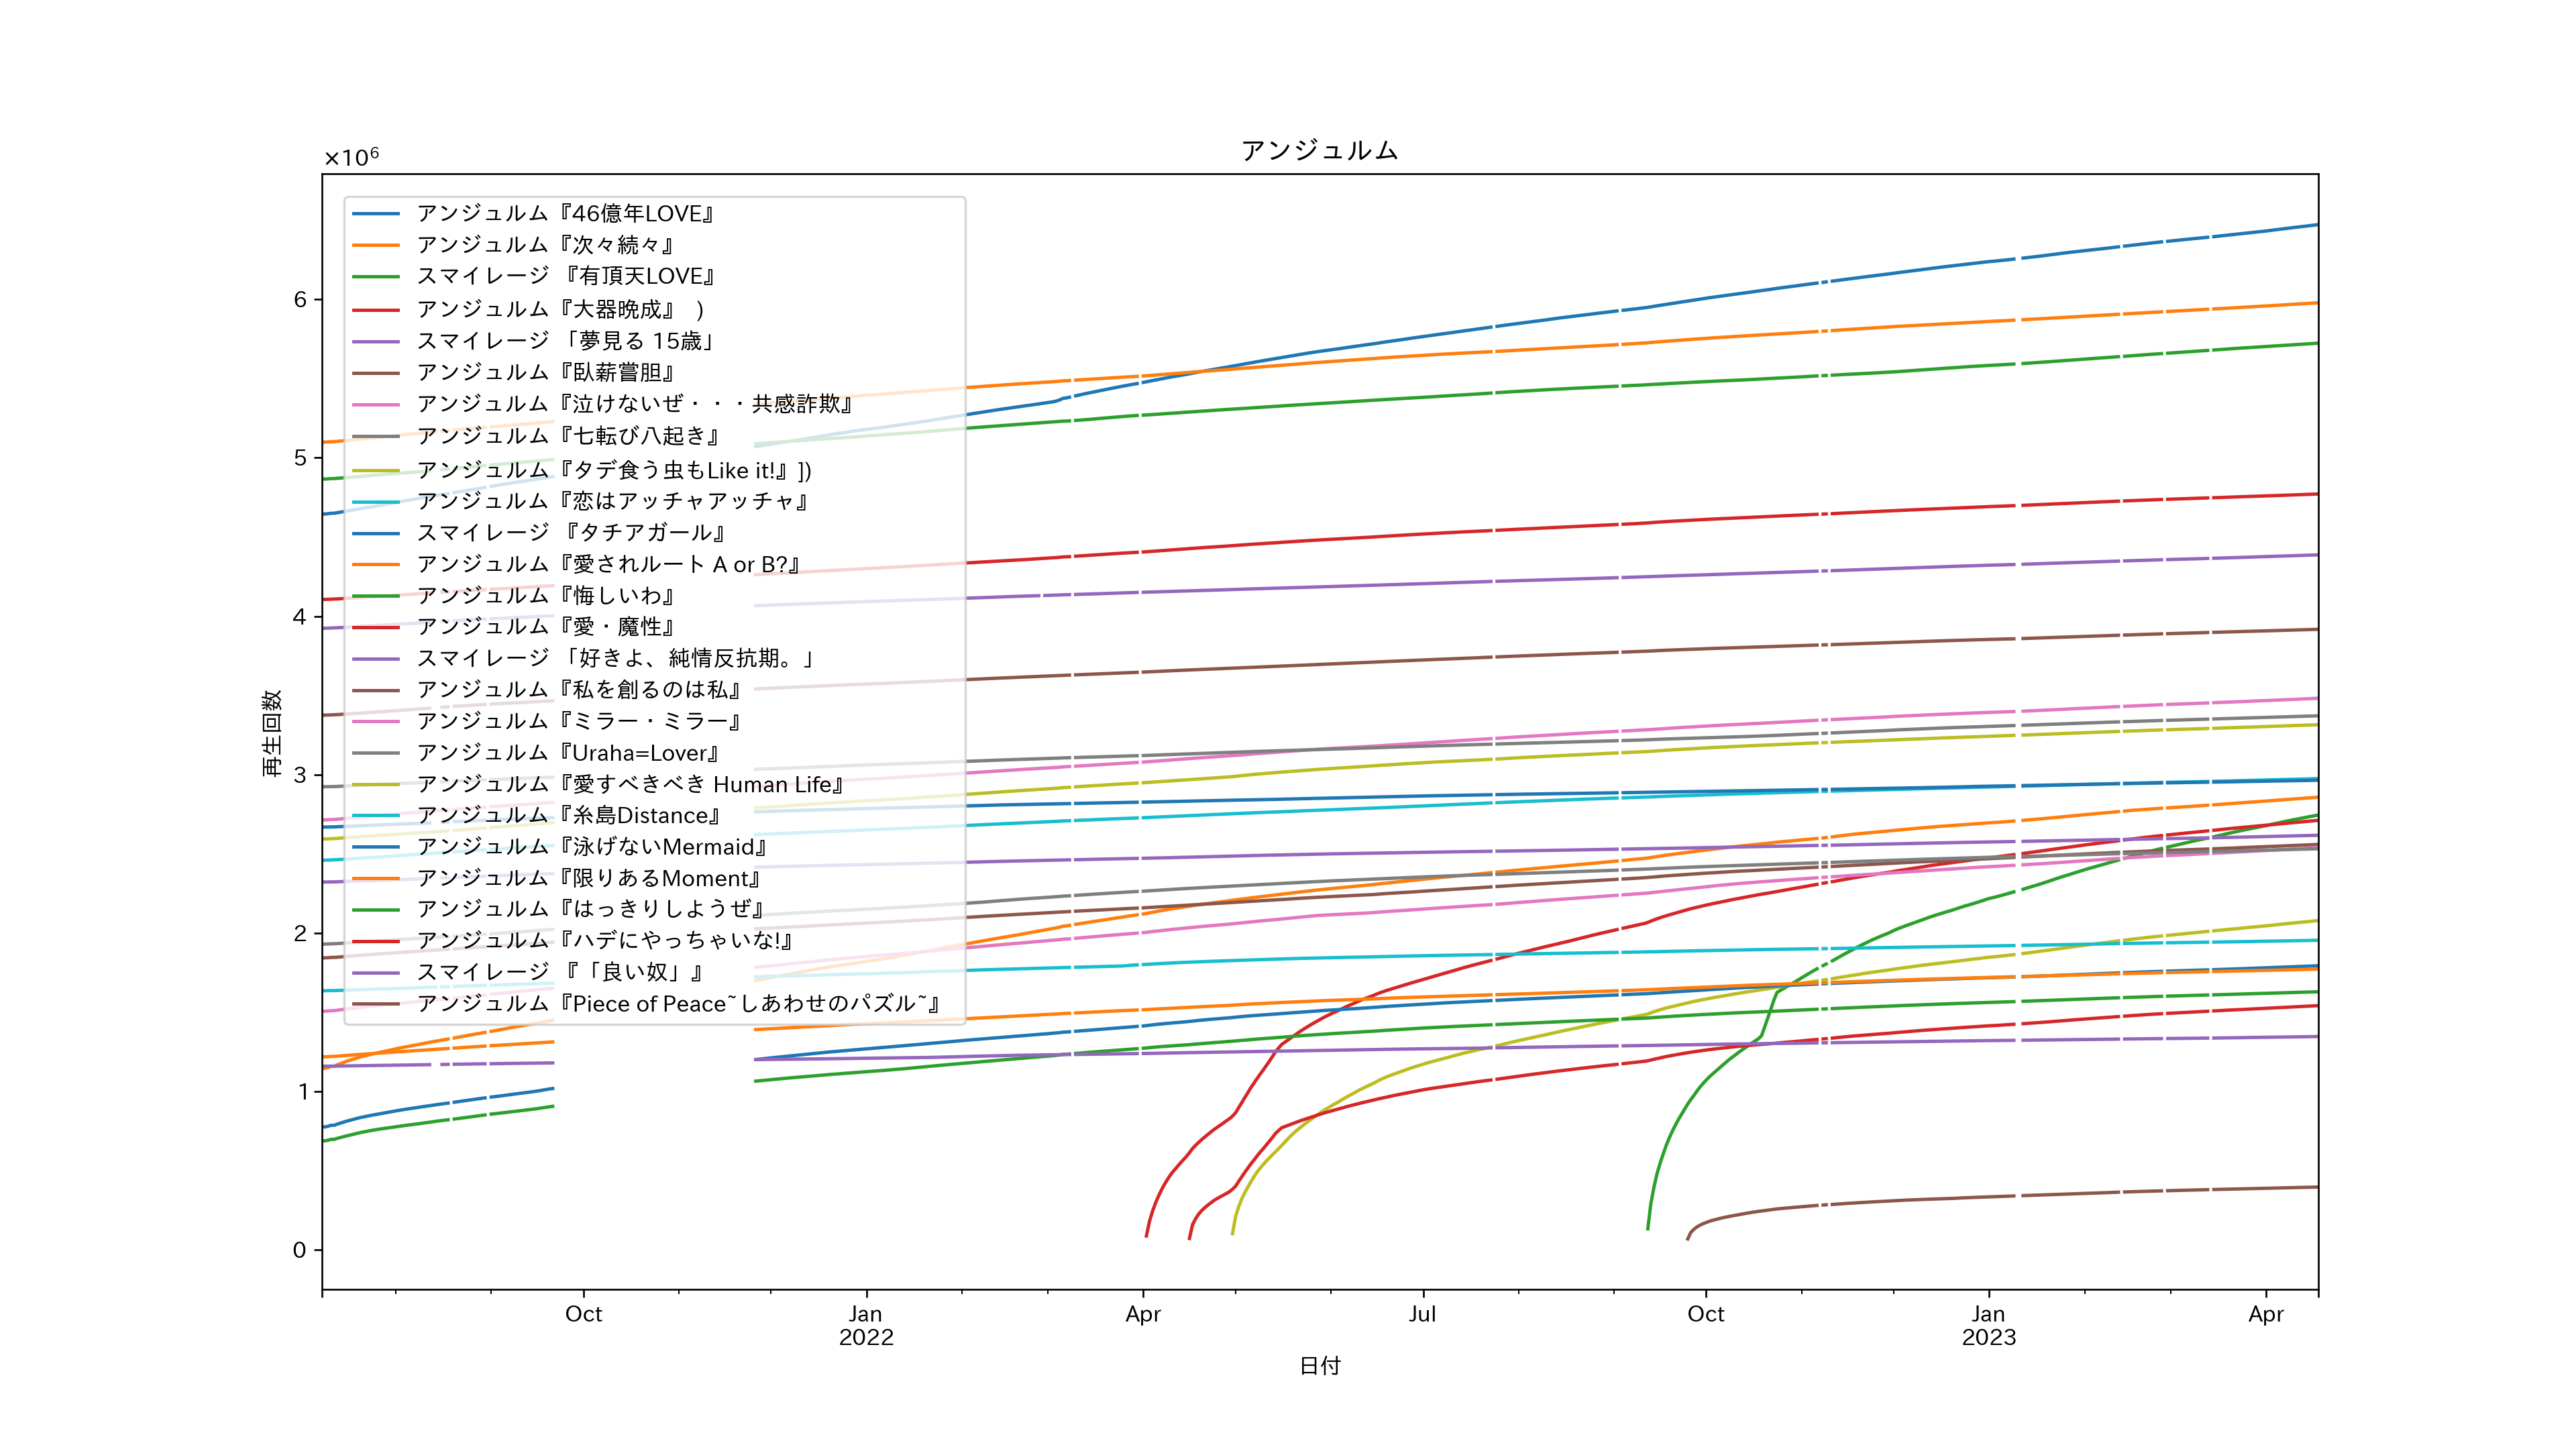 アンジュルム
×10⁶
アンジュルム『46億年LOVE』
アンジュルム『次々続々』
スマイレージ 『有頂天LOVE』
アンジュルム『大器晩成』 )
スマイレージ 「夢見る 15歳」
アンジュルム『臥薪嘗胆』
アンジュルム『泣けないぜ・・・共感詐欺』
アンジュルム『七転び八起き』
アンジュルム『タデ食う虫もLike it!』])
アンジュルム『恋はアッチャアッチャ』
スマイレージ 『タチアガール』
アンジュルム『愛されルート A or B?』
アンジュルム『悔しいわ』
アンジュルム『愛・魔性』
スマイレージ 「好きよ、純情反抗期。」
アンジュルム『私を創るのは私』
アンジュルム『ミラー・ミラー』
アンジュルム『Uraha=Lover』
アンジュルム『愛すべきべき Human Life』
アンジュルム『糸島Distance』
アンジュルム『泳げないMermaid』
アンジュルム『限りあるMoment』
アンジュルム『はっきりしようぜ』
アンジュルム『ハデにやっちゃいな!』
スマイレージ 『「良い奴」』
アンジュルム『Piece of Peace~しあわせのパズル~』
6
5
4
3
2
1
0
再生回数
Oct
Jan
2022
Apr
Jul
Oct
Jan
2023
Apr
日付